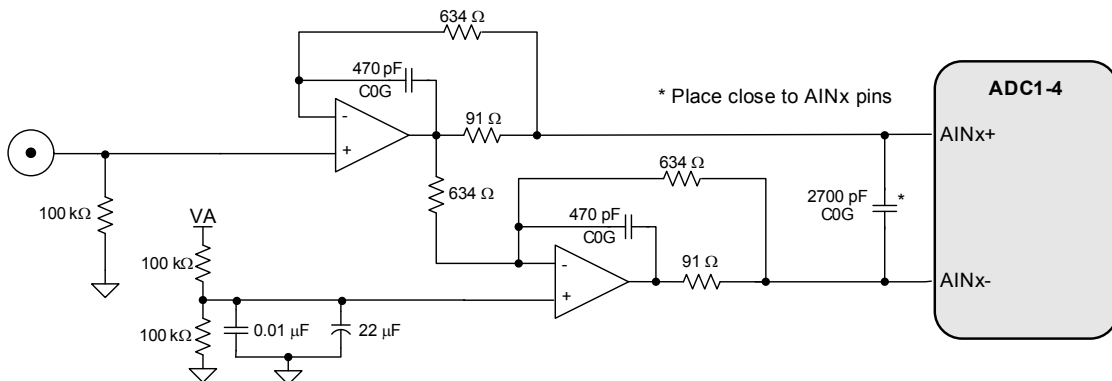 634 Ω
470 pF
C0G
* Place close to AINx pins
ADC1-4
-
+
91 Ω
AINx+
100 kΩ
634 Ω
634 Ω
2700 pF
C0G
*
VA
470 pF
C0G
100 kΩ
-
+
91 Ω
AINx-
100 kΩ
0.01 µF
22 µF